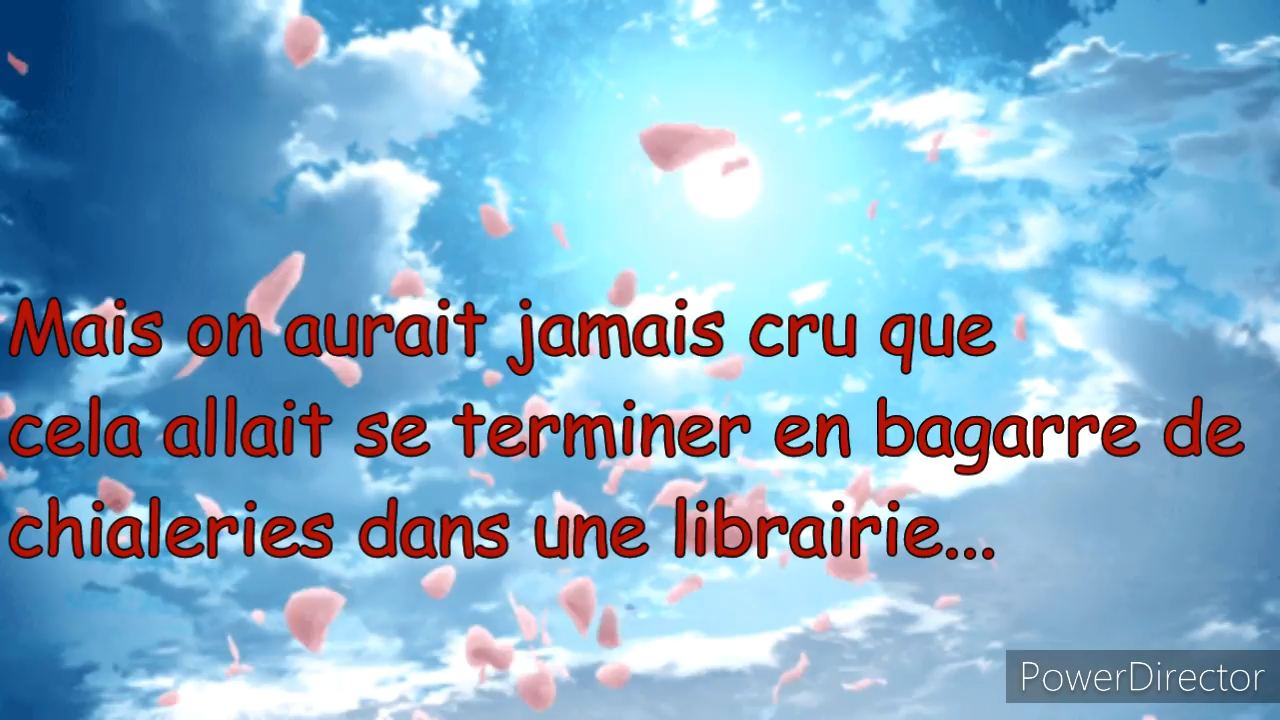 Mais on aurait jamais cru que
cela allait se terminer en bagarre de
chialeries dans une librairie...
PowerDirector